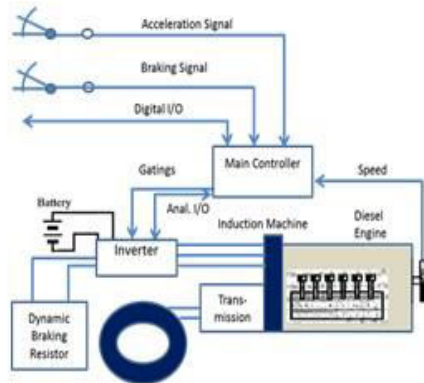 Acceleration Signal
Braking Signal
Digital I/O
Main Controller
Gatings
Speed
Anal. I/O
Battery
Induction Machine
Diesel
Engine
Inverter
Trans-
mission
Dynamic
Braking
Resistor